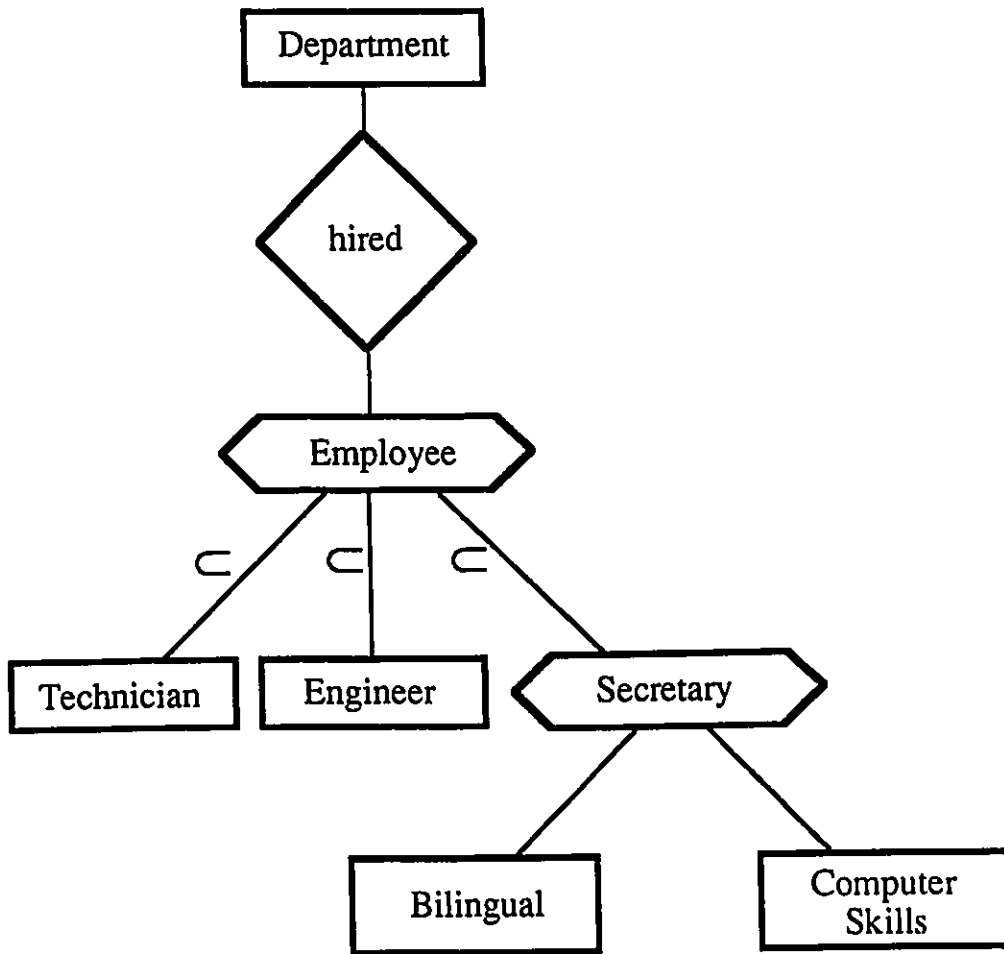 Department
hired
Employee
⊂ ⊂ ⊂
Technician Engineer Secretary
Bilingual Computer
Skills